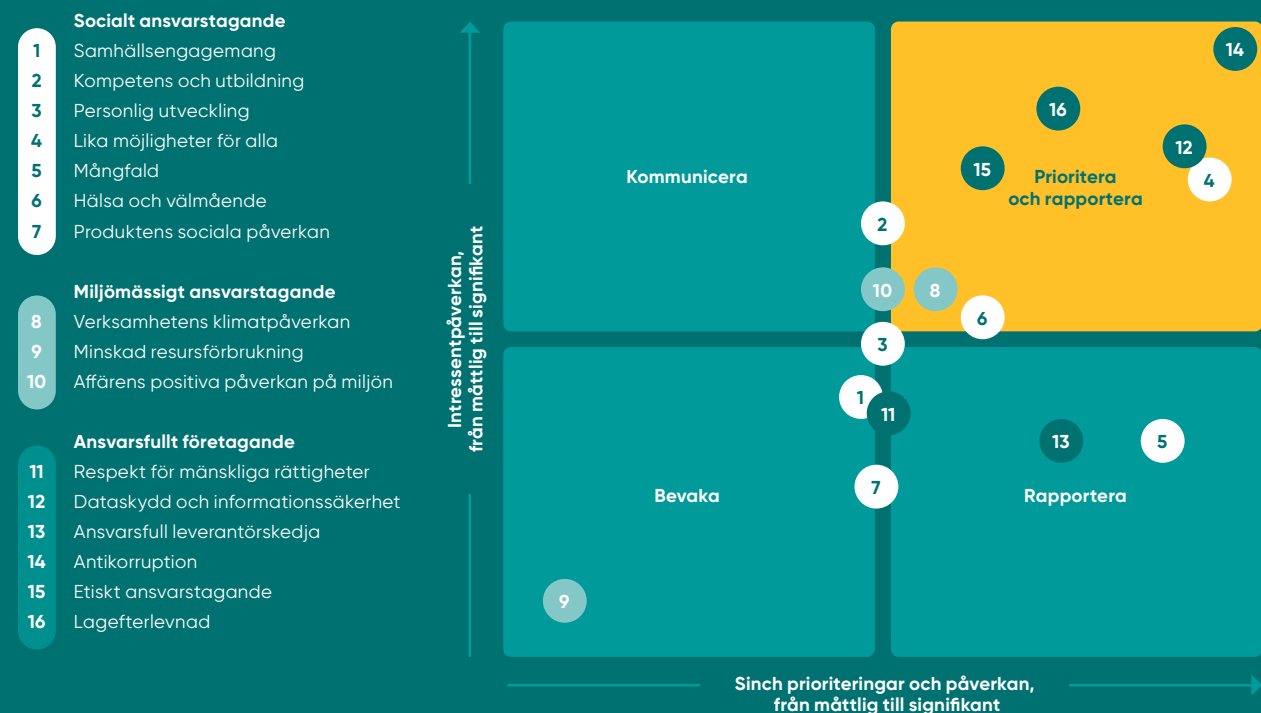 Socialt ansvarstagande
1 Samhällsengagemang
2 Kompetens och utbildning
3 Personlig utveckling
4 Lika möjligheter för alla
5 Mångfald
6 Hälsa och välmående
7 Produktens sociala påverkan
Miljömässigt ansvarstagande
8 Verksamhetens klimatpåverkan
9 Minskad resursförbrukning
10 Affärens positiva påverkan på miljön
Ansvarsfullt företagande
11 Respekt för mänskliga rättigheter
12 Dataskydd och informationssäkerhet
13 Ansvarsfull leverantörskedja
14 Antikorruption
15 Etiskt ansvarstagande
16 Lagefterlevnad
Intressentpåverkan,
från måttlig till signifikant
Kommunicera
14
16
12
15
4
Prioritera
och rapportera
2
10
8
6
3
1
11
13
5
7
Bevaka
Rapportera
9
Sinch prioriteringar och påverkan,
från måttlig till signifikant